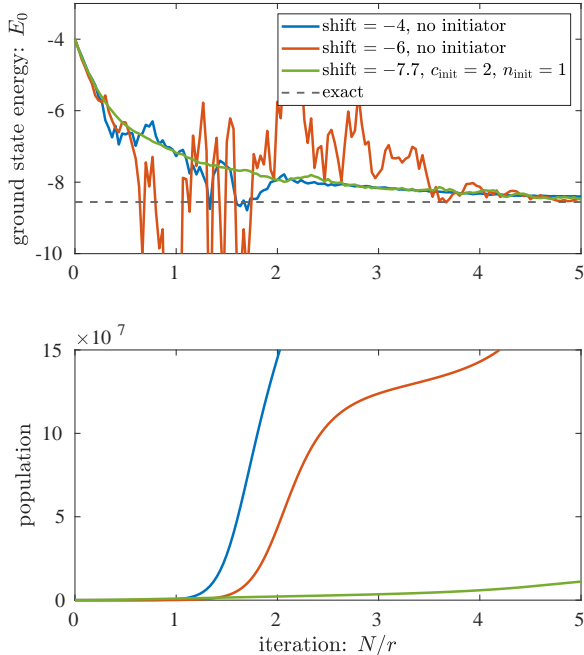 ground state energy: E₀
-4
-6
-8
-10
shift = −4, no initiator
shift = −6, no initiator
shift = −7.7, c_init = 2, n_init = 1
exact
0 1 2 3 4 5
×10 7
population
15
10
5
0
0 1 2 3 4 5
iteration: N/r